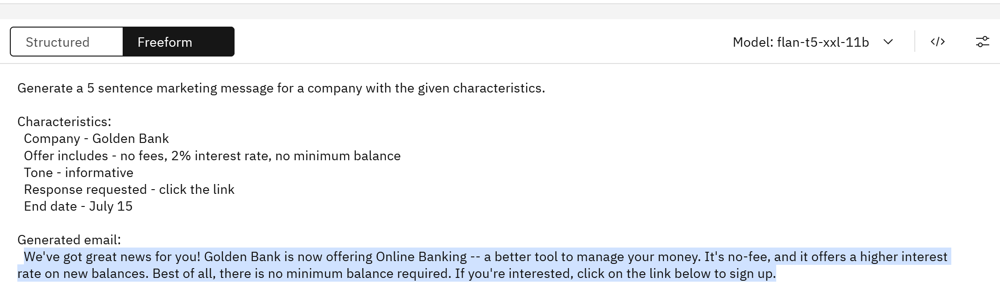 Structured
Freeform
Model: flan-t5-xxl-11b
</>
Generate a 5 sentence marketing message for a company with the given characteristics.
Characteristics:
Company - Golden Bank
Offer includes - no fees, 2% interest rate, no minimum balance
Tone - informative
Response requested - click the link
End date - July 15
Generated email:
We've got great news for you! Golden Bank is now offering Online Banking -- a better tool to manage your money. It's no-fee, and it offers a higher interest
rate on new balances. Best of all, there is no minimum balance required. If you're interested, click on the link below to sign up.